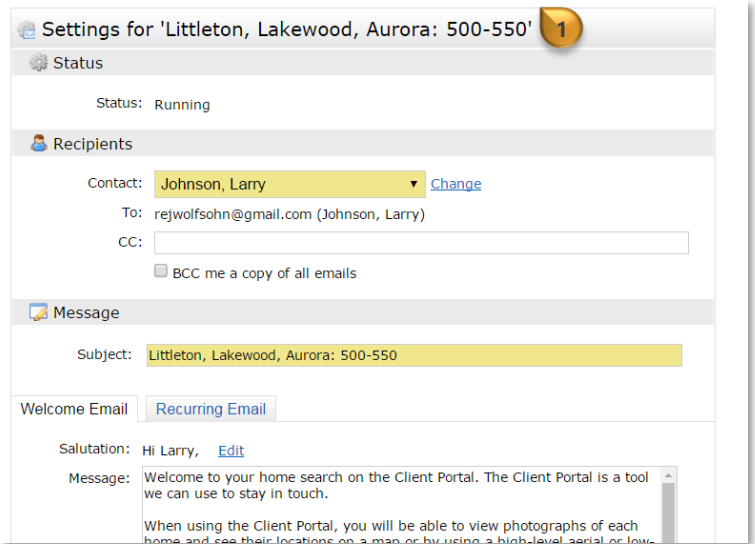 Settings for 'Littleton, Lakewood, Aurora: 500-550' 1
Status
Status: Running
Recipients
Contact: Johnson, Larry Change
To: rejwolfsohn@gmail.com (Johnson, Larry)
CC:
BCC me a copy of all emails
Message
Subject: Littleton, Lakewood, Aurora: 500-550
Welcome Email Recurring Email
Salutation: Hi Larry, Edit
Message: Welcome to your home search on the Client Portal. The Client Portal is a tool
we can use to stay in touch.
When using the Client Portal, you will be able to view photographs of each
home and see their locations on a map or by using a high-level aerial or low-